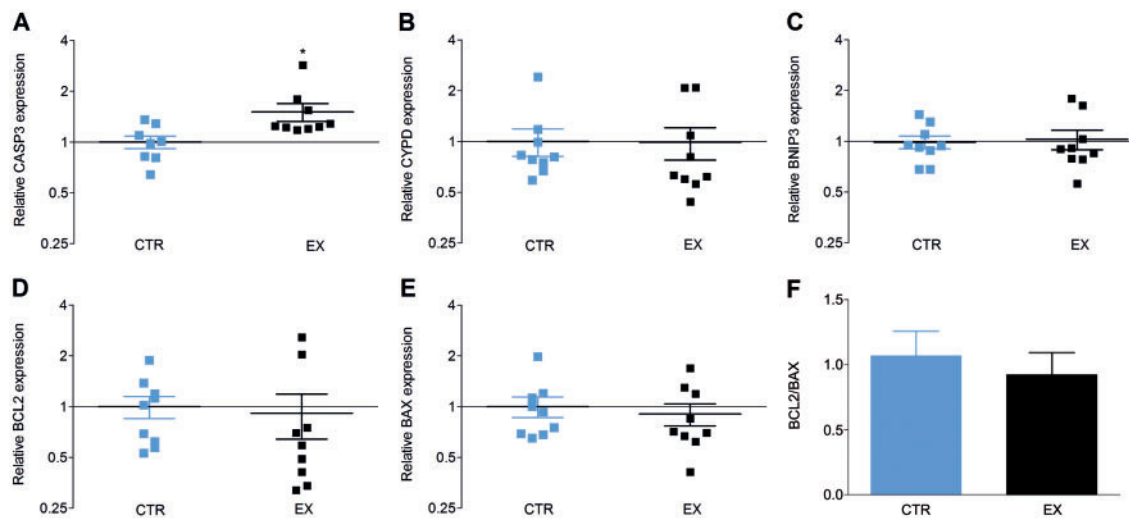 A
Relative CASP3 expression
4
2
1
0.5
0.25
*
CTR
EX
B
Relative CYPD expression
4
2
1
0.5
0.25
CTR
EX
C
Relative BNIP3 expression
4
2
1
0.5
0.25
CTR
EX
D
Relative BCL2 expression
4
2
1
0.5
0.25
CTR
EX
E
Relative BAX expression
4
2
1
0.5
0.25
CTR
EX
F
BCL2/BAX
1.5
1.0
0.5
0.0
CTR
EX